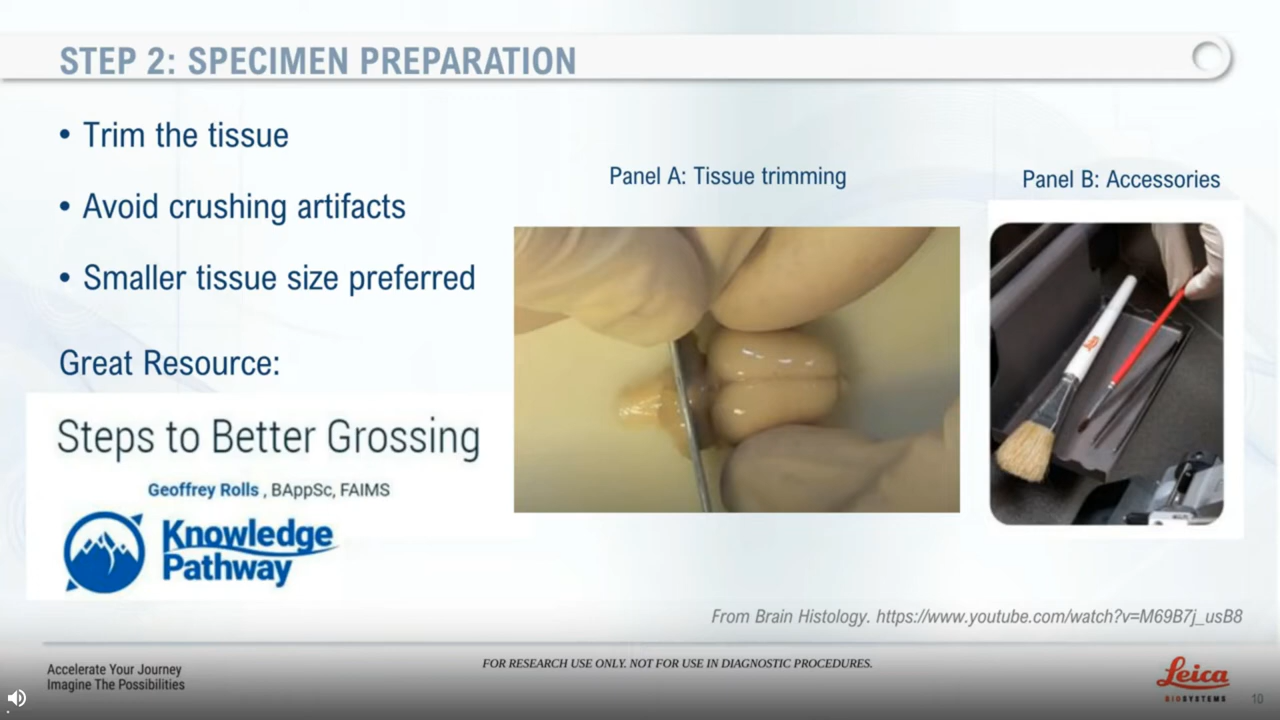 STEP 2: SPECIMEN PREPARATION
• Trim the tissue
• Avoid crushing artifacts
• Smaller tissue size preferred
Great Resource:
Steps to Better Grossing
Geoffrey Rolls , BAppSc, FAIMS
Knowledge
Pathway
Panel A: Tissue trimming
Panel B: Accessories
From Brain Histology. https://www.youtube.com/watch?v=M69B7j_usB8
Accelerate Your Journey
Imagine The Possibilities
FOR RESEARCH USE ONLY. NOT FOR USE IN DIAGNOSTIC PROCEDURES.
Leica
BIOSYSTEMS
10